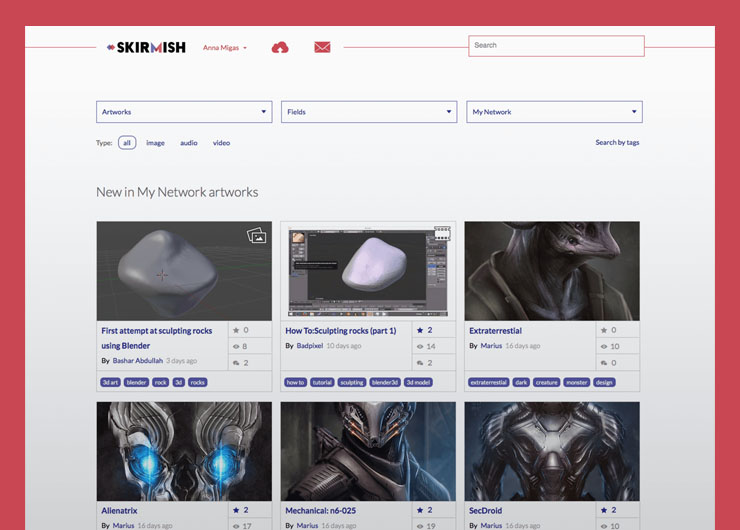 SKIRMISH
Anna Migas
Search
Artworks
Fields
My Network
Type: all image audio video
Search by tags
New in My Network artworks
First attempt at sculpting rocks
using Blender
By Bashar Abdullah 3 days ago
0
8
2
3d art blender rock 3d rocks
How To:Sculpting rocks (part 1)
By Badpixel 10 days ago
2
14
2
how to tutorial sculpting blender3d 3d model
Extraterrestial
By Marius 16 days ago
0
10
0
extraterrestial dark creature monster design
Alienatrix
By Marius 16 days ago
2
17
Mechanical: n6-025
By Marius 16 days ago
2
19
SecDroid
By Marius 16 days ago
2
10